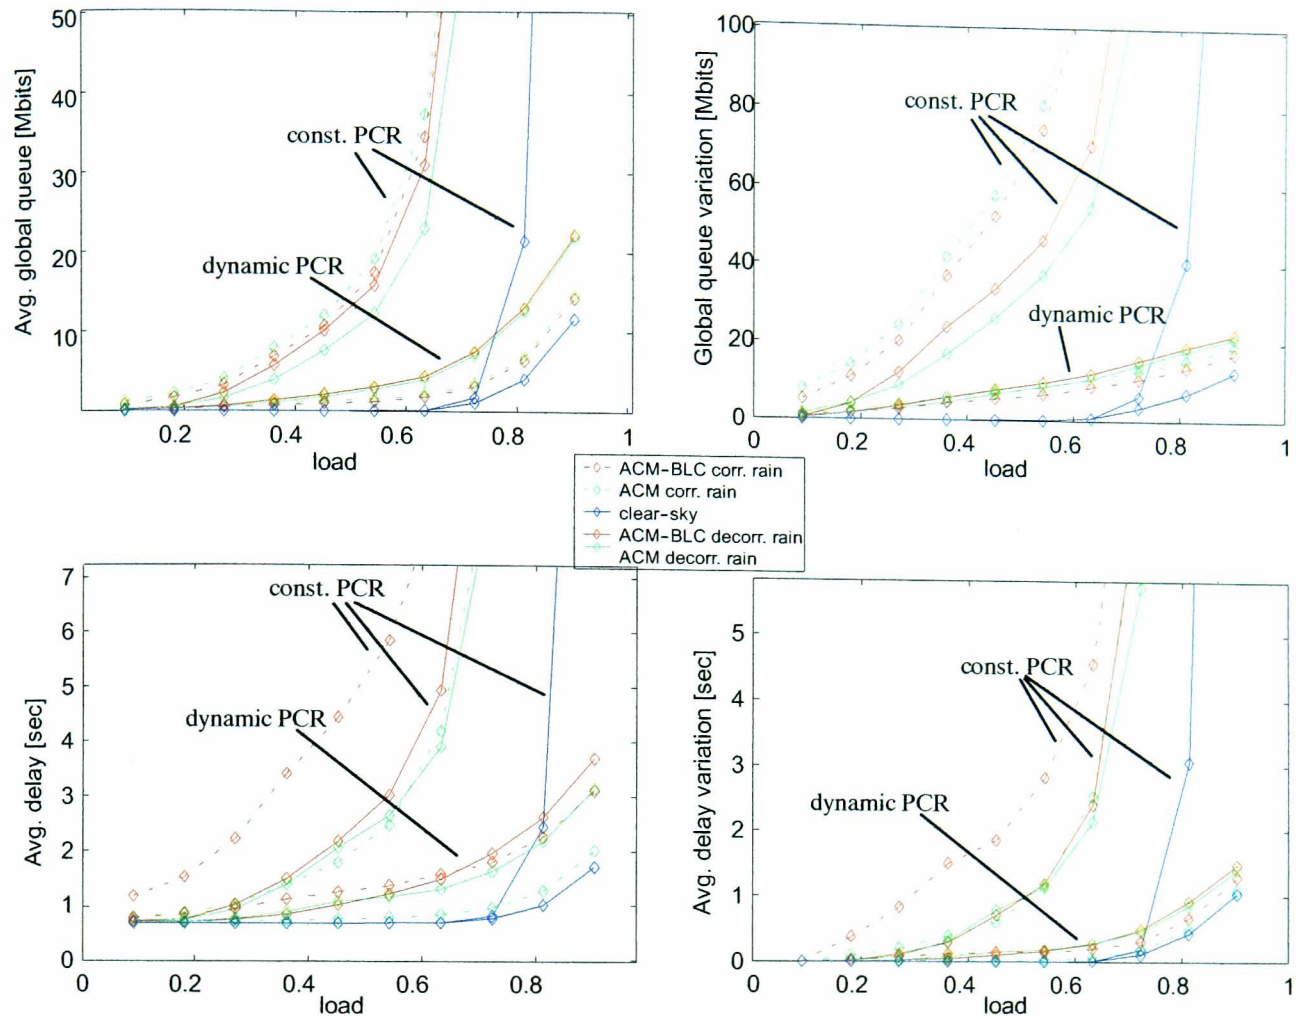 50
40
30
20
10
Avg. global queue [Mbits]
const. PCR
dynamic PCR
0.2
0.4
0.6
0.8
1
load
100
80
60
40
20
0
Global queue variation [Mbits]
const. PCR
dynamic PCR
0
0.2
0.4
0.6
0.8
1
load
ACM-BLC corr. rain
ACM corr. rain
clear-sky
ACM-BLC decorr. rain
ACM decorr. rain
7
6
5
4
3
2
1
0
Avg. delay [sec]
const. PCR
dynamic PCR
0
0.2
0.4
0.6
0.8
load
5
4
3
2
1
0
Avg. delay variation [sec]
const. PCR
dynamic PCR
0
0.2
0.4
0.6
0.8
1
load